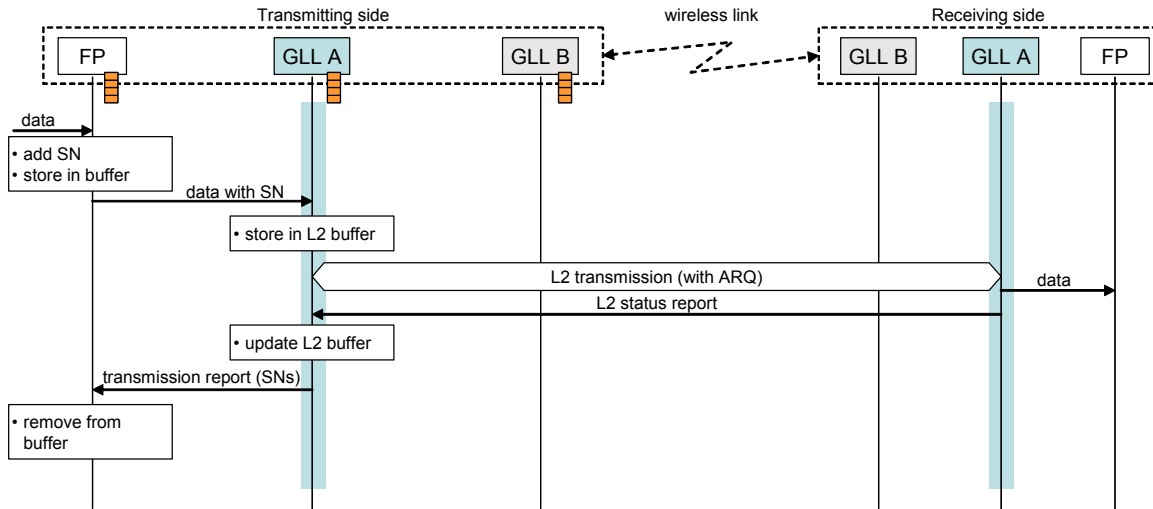 Transmitting side
wireless link
Receiving side
FP
GLL A
GLL B
GLL B
GLL A
FP
data
• add SN
• store in buffer
data with SN
• store in L2 buffer
L2 transmission (with ARQ)
data
L2 status report
• update L2 buffer
transmission report (SNs)
• remove from
buffer